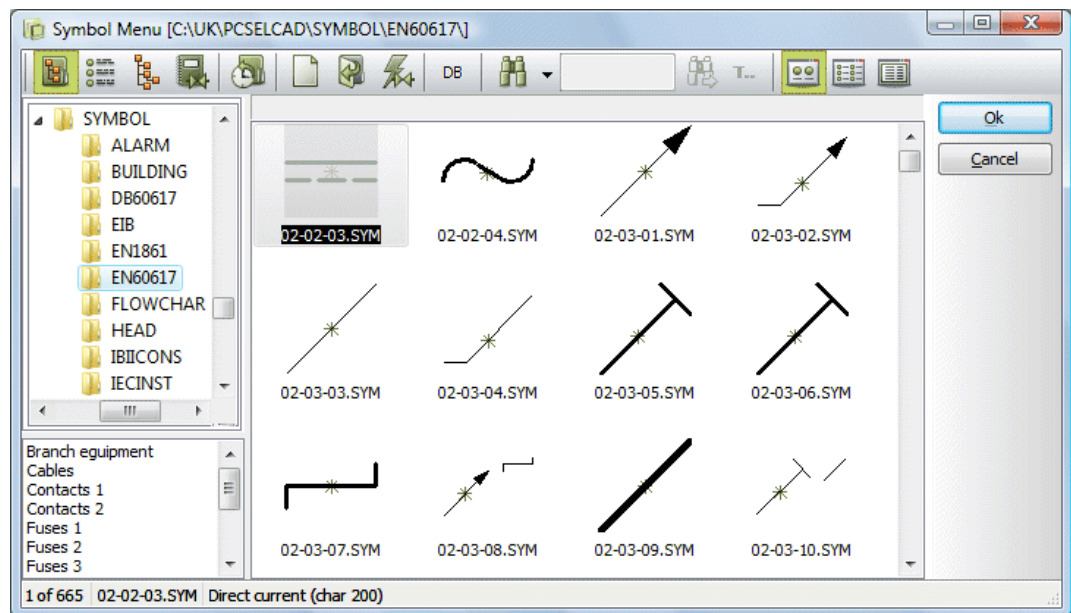 Symbol Menu [C:\UK\PCSELCAD\SYMBOL\EN60617\]
DB T..
SYMBOL
ALARM
BUILDING
DB60617
EIB
EN1861
EN60617
FLOWCHAR
HEAD
IBIICONS
IECINST
Branch eguipment
Cables
Contacts 1
Contacts 2
Fuses 1
Fuses 2
Fuses 3
02-02-03.SYM 02-02-04.SYM 02-03-01.SYM 02-03-02.SYM
02-03-03.SYM 02-03-04.SYM 02-03-05.SYM 02-03-06.SYM
02-03-07.SYM 02-03-08.SYM 02-03-09.SYM 02-03-10.SYM
Ok
Cancel
1 of 665 02-02-03.SYM Direct current (char 200)